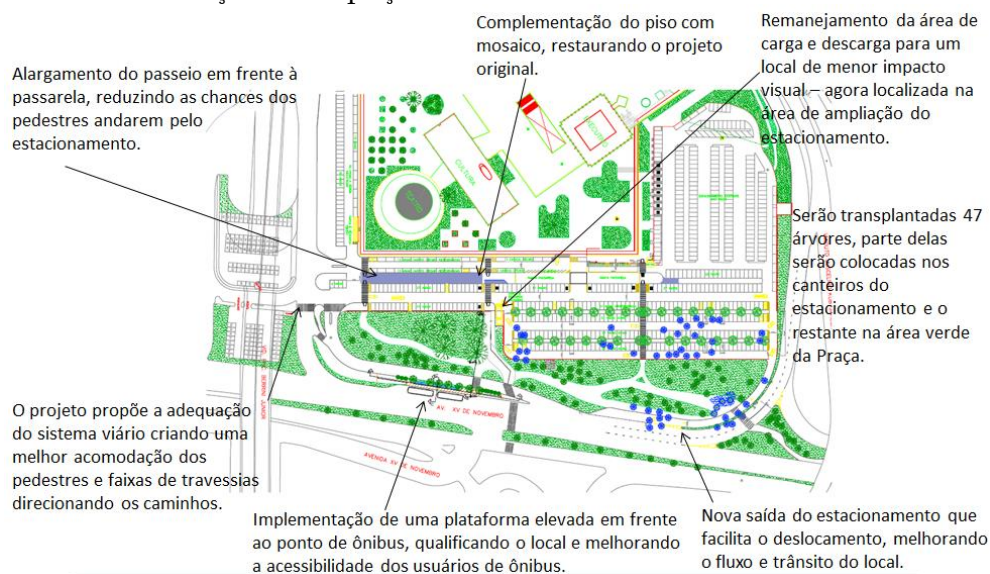 Complementação do piso com
mosaico, restaurando o projeto
original.
Remanejamento da área de
carga e descarga para um
local de menor impacto
visual – agora localizada na
área de ampliação do
estacionamento.
Alargamento do passeio em frente à
passarela, reduzindo as chances dos
pedestres andarem pelo
estacionamento.
Serão transplantadas 47
árvores, parte delas
serão colocadas nos
canteiros do
estacionamento e o
restante na área verde
da Praça.
CULTURA
AV. XV DE NOVEMBRO
AVENIDA XV DE NOVEMBRO
O projeto propõe a adequação
do sistema viário criando uma
melhor acomodação dos
pedestres e faixas de travessias
direcionando os caminhos.
Implementação de uma plataforma elevada em frente
ao ponto de ônibus, qualificando o local e melhorando
a acessibilidade dos usuários de ônibus.
Nova saída do estacionamento que
facilita o deslocamento, melhorando
o fluxo e trânsito do local.